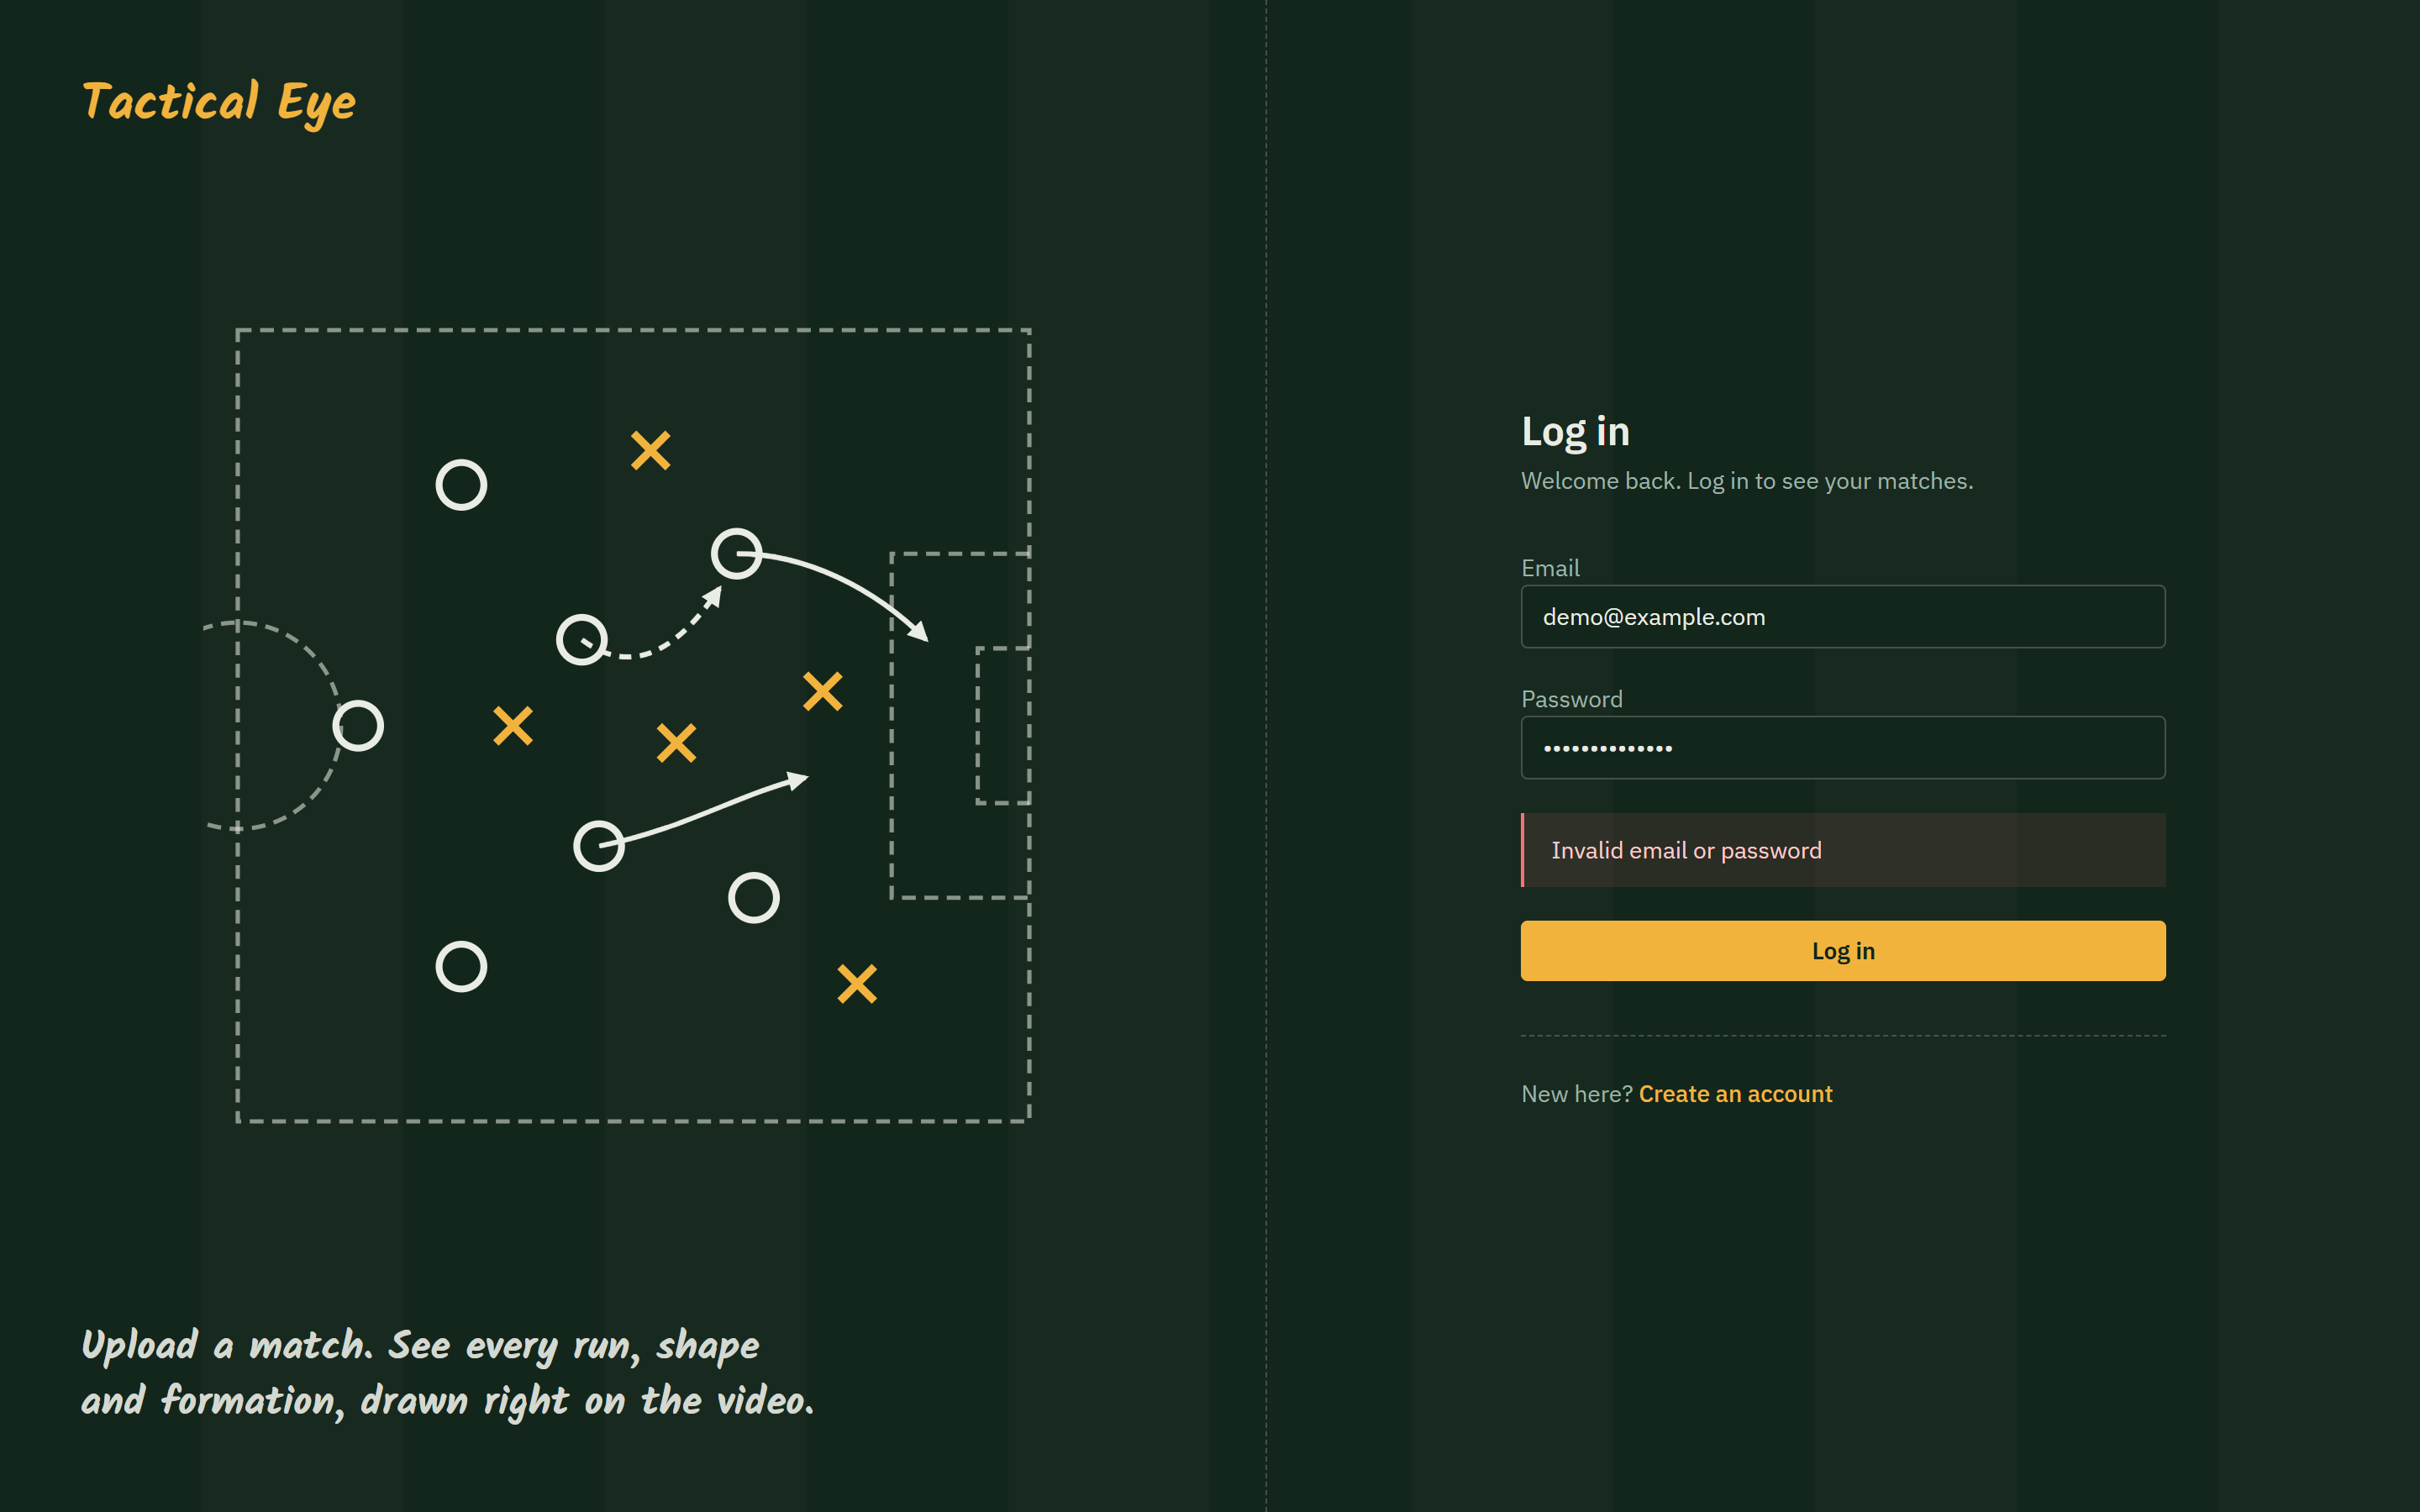 Tactical Eye
Upload a match. See every run, shape
and formation, drawn right on the video.
Log in
Welcome back. Log in to see your matches.
Email
demo@example.com
Password
••••••••••••••
Invalid email or password
Log in
New here? Create an account